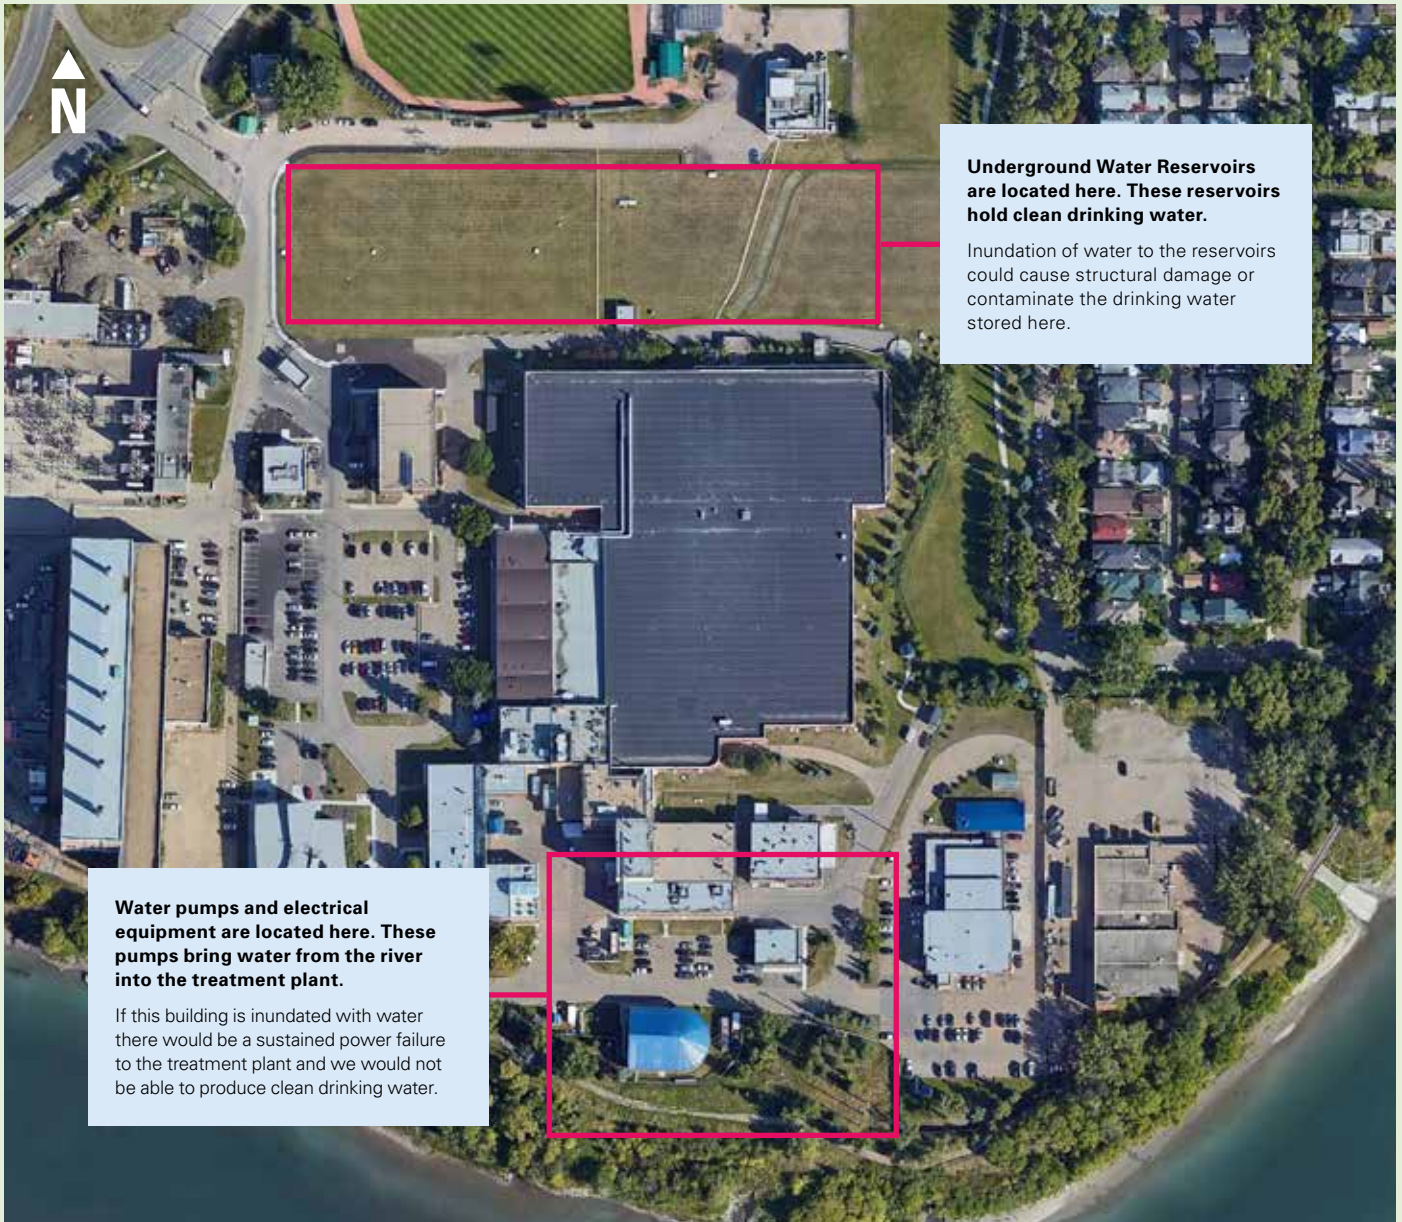 N
Underground Water Reservoirs
are located here. These reservoirs
hold clean drinking water.
Inundation of water to the reservoirs
could cause structural damage or
contaminate the drinking water
stored here.
Water pumps and electrical
equipment are located here. These
pumps bring water from the river
into the treatment plant.
If this building is inundated with water
there would be a sustained power failure
to the treatment plant and we would not
be able to produce clean drinking water.